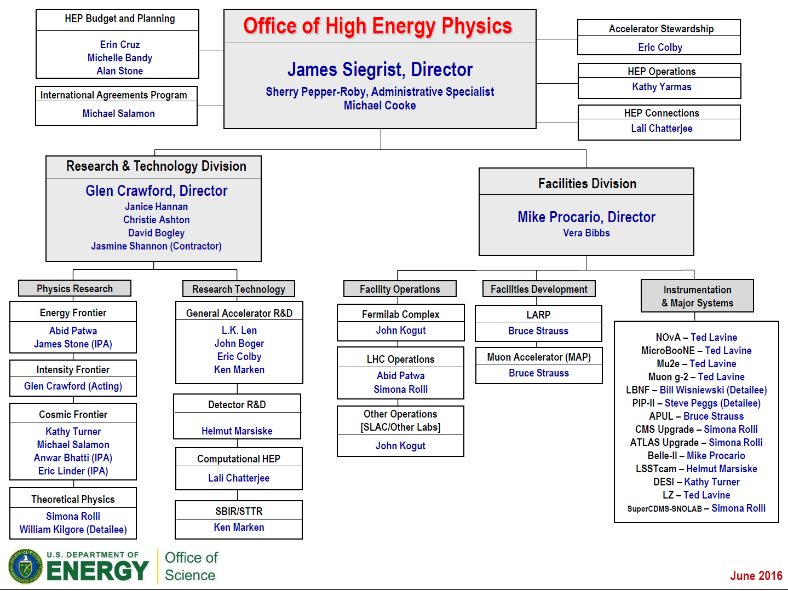 HEP Budget and Planning
Erin Cruz
Michelle Bandy
Alan Stone
International Agreements Program
Michael Salamon
Office of High Energy Physics
James Siegrist, Director
Sherry Pepper-Roby, Administrative Specialist
Michael Cooke
Accelerator Stewardship
Eric Colby
HEP Operations
Kathy Yarmas
HEP Connections
Lali Chatterjee
Research & Technology Division
Glen Crawford, Director
Janice Hannan
Christie Ashton
David Bogley
Jasmine Shannon (Contractor)
Facilities Division
Mike Procario, Director
Vera Bibbs
Physics Research
Energy Frontier
Abid Patwa
James Stone (IPA)
Intensity Frontier
Glen Crawford (Acting)
Cosmic Frontier
Kathy Turner
Michael Salamon
Anwar Bhatti (IPA)
Eric Linder (IPA)
Theoretical Physics
Simona Rolli
William Kilgore (Detailee)
Research Technology
General Accelerator R&D
L.K. Len
John Boger
Eric Colby
Ken Marken
Detector R&D
Helmut Marsiske
Computational HEP
Lali Chatterjee
SBIR/STTR
Ken Marken
Facility Operations
Fermilab Complex
John Kogut
LHC Operations
Abid Patwa
Simona Rolli
Other Operations
[SLAC/Other Labs]
John Kogut
Facilities Development
LARP
Bruce Strauss
Muon Accelerator (MAP)
Bruce Strauss
Instrumentation
& Major Systems
NOvA – Ted Lavine
MicroBooNE – Ted Lavine
Mu2e – Ted Lavine
Muon g-2 – Ted Lavine
LBNF – Bill Wisniewski (Detailee)
PIP-II – Steve Peggs (Detailee)
APUL – Bruce Strauss
CMS Upgrade – Simona Rolli
ATLAS Upgrade – Simona Rolli
Belle-II – Mike Procario
LSSTcam – Helmut Marsiske
DESI – Kathy Turner
LZ – Ted Lavine
SuperCDMS-SNOLAB – Simona Rolli
U.S. DEPARTMENT OF
ENERGY
Office of
Science
June 2016